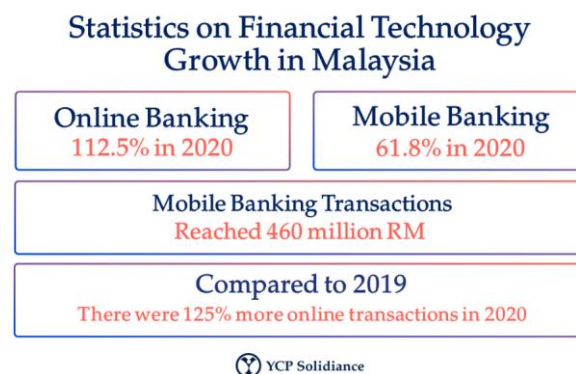 Statistics on Financial Technology
Growth in Malaysia
Online Banking
112.5% in 2020
Mobile Banking
61.8% in 2020
Mobile Banking Transactions
Reached 460 million RM
Compared to 2019
There were 125% more online transactions in 2020
YCP Solidiance